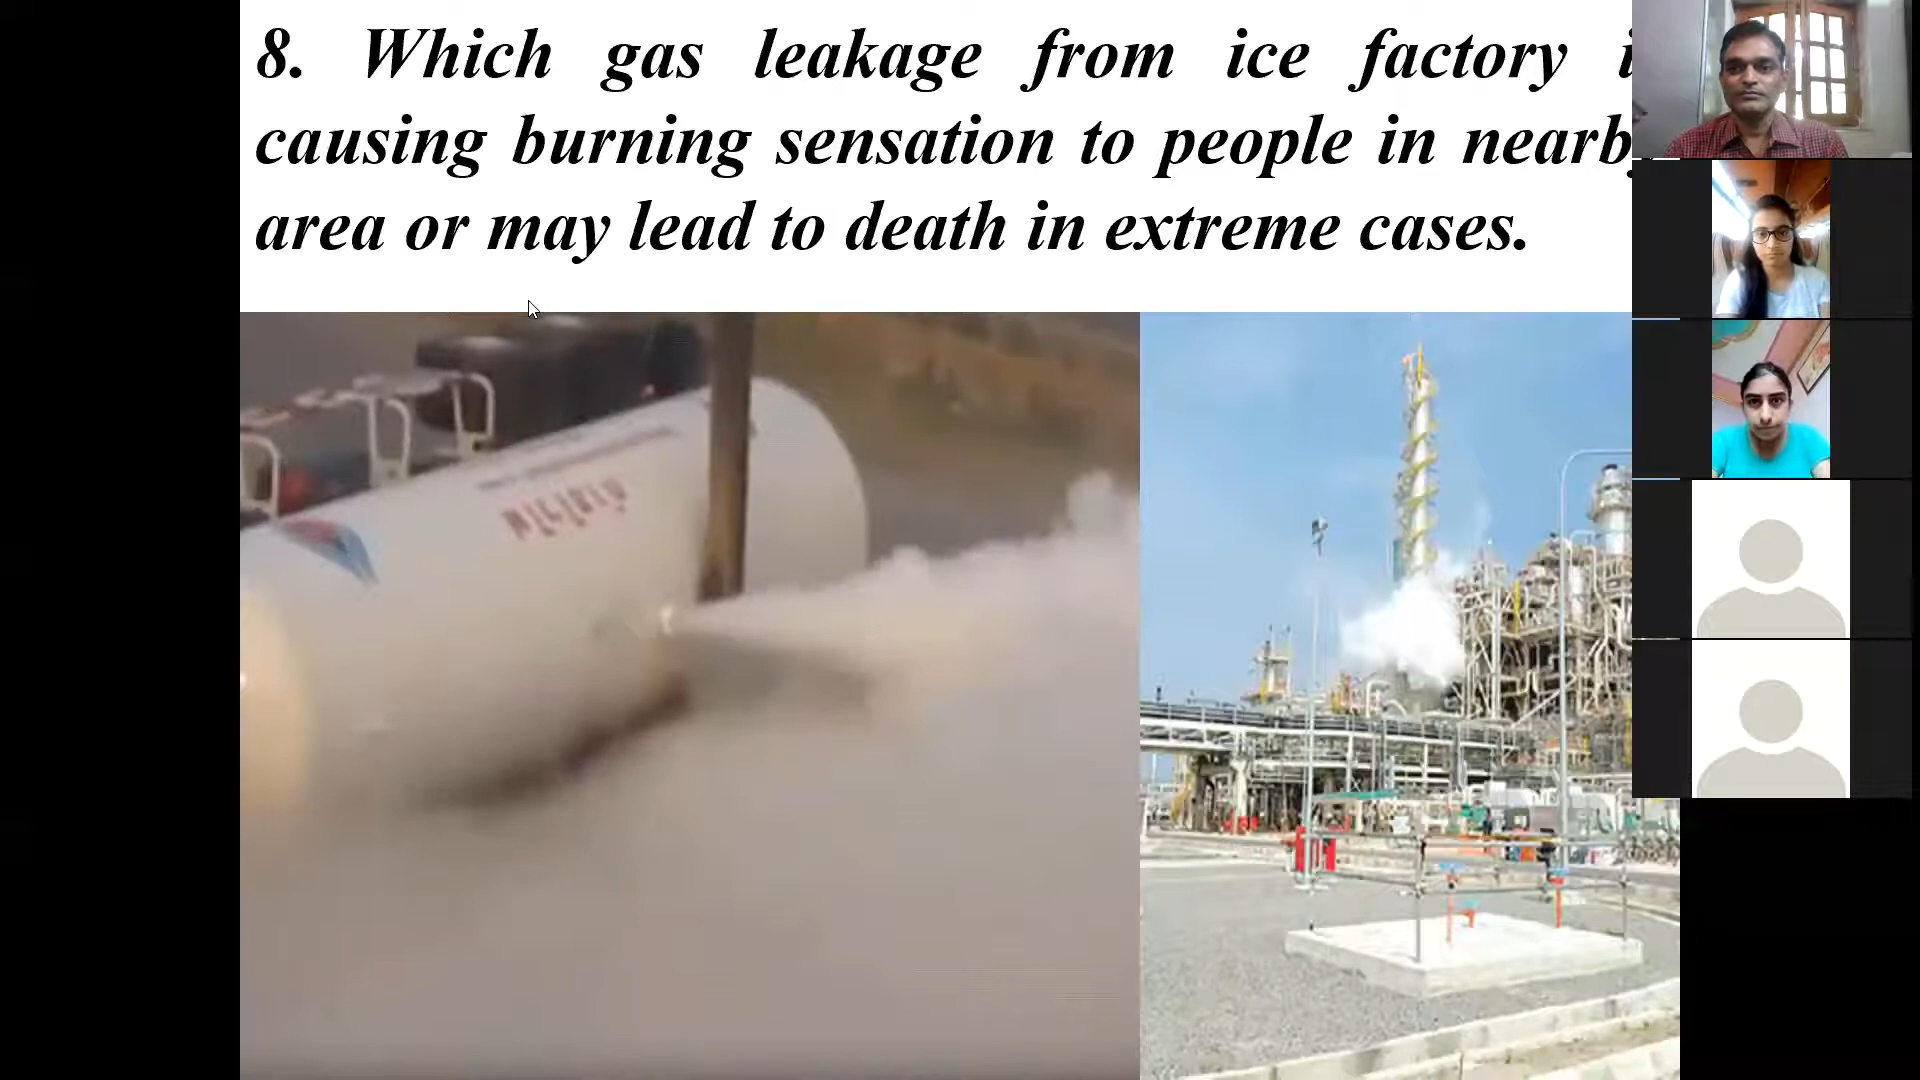 8. Which gas leakage from ice factory i
causing burning sensation to people in nearby
area or may lead to death in extreme cases.